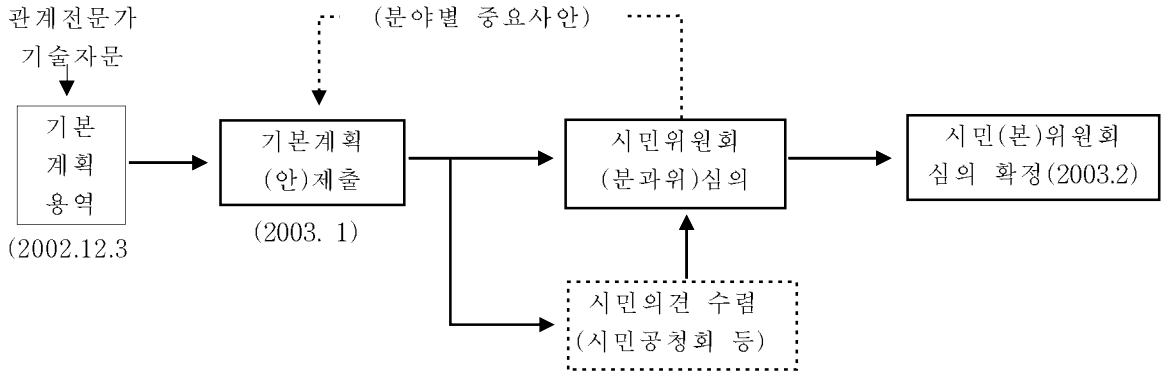 관계전문가
기술자문
(분야별 중요사안)
기본
계획
용역
(2002.12.3
기본계획
(안)제출
(2003. 1)
시민위원회
(분과위)심의
시민(본)위원회
심의 확정(2003.2)
시민의견 수렴
(시민공청회 등)